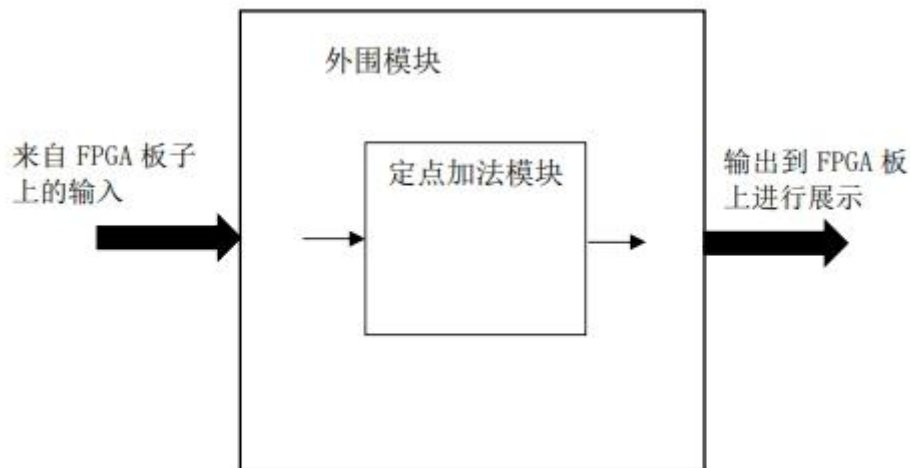 外围模块
来自 FPGA 板子
上的输入
定点加法模块
输出到 FPGA 板
上进行展示